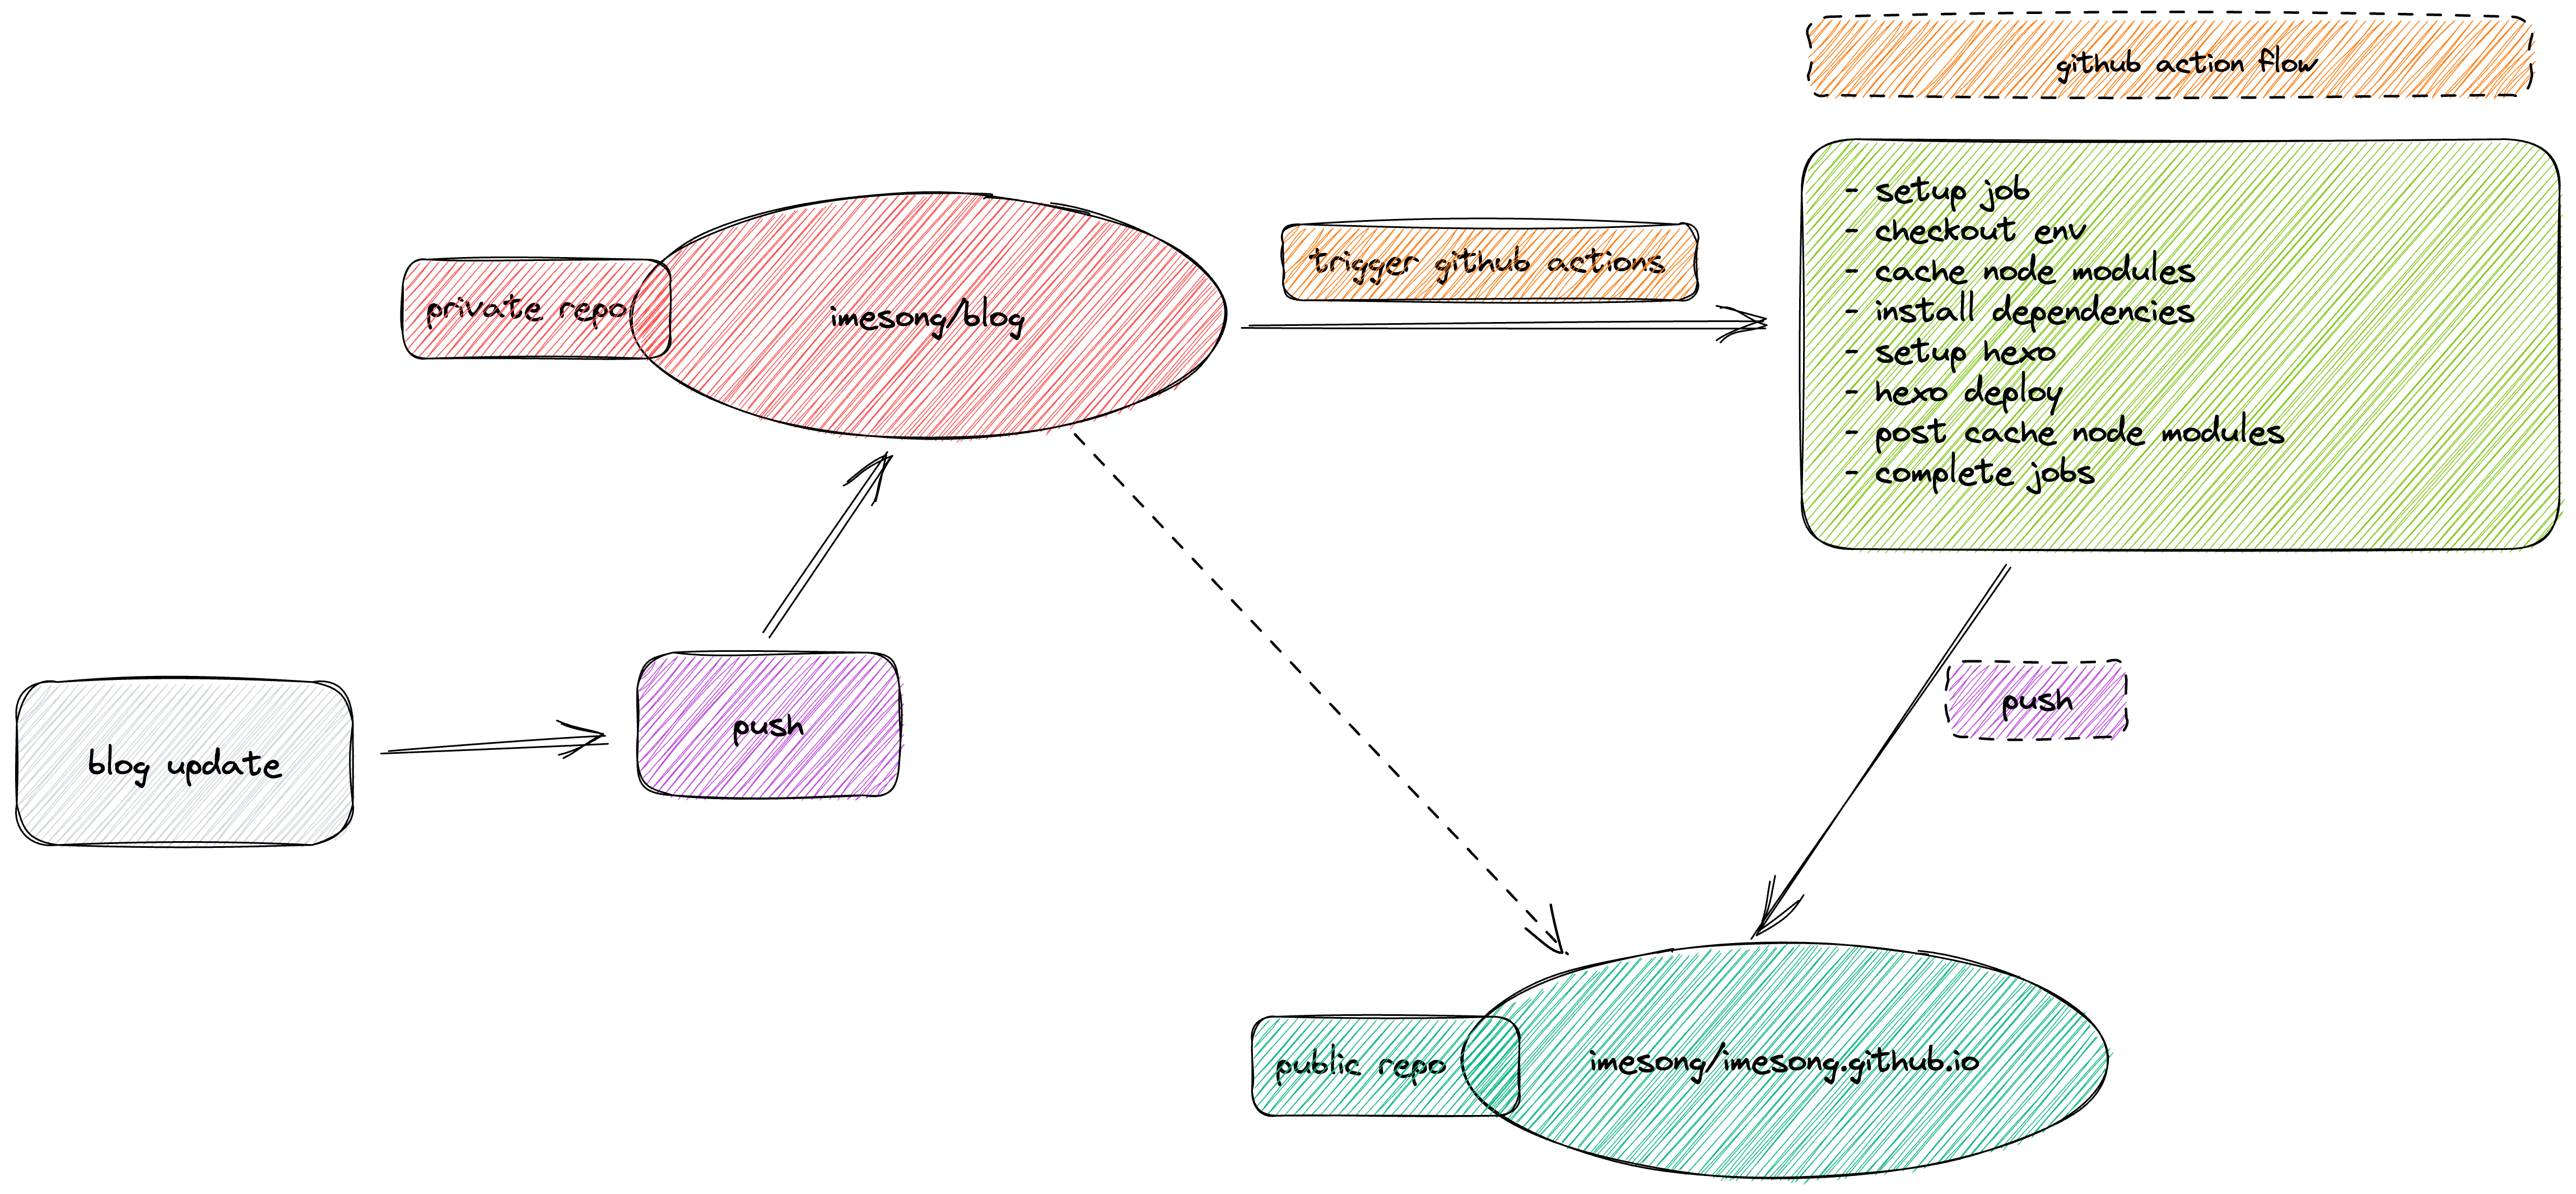 github action flow
- setup job
- checkout env
- cache node modules
- install dependencies
- setup hexo
- hexo deploy
- post cache node modules
- complete jobs
trigger github actions
private repo
imesong/blog
push
push
blog update
public repo
imesong/imesong.github.io